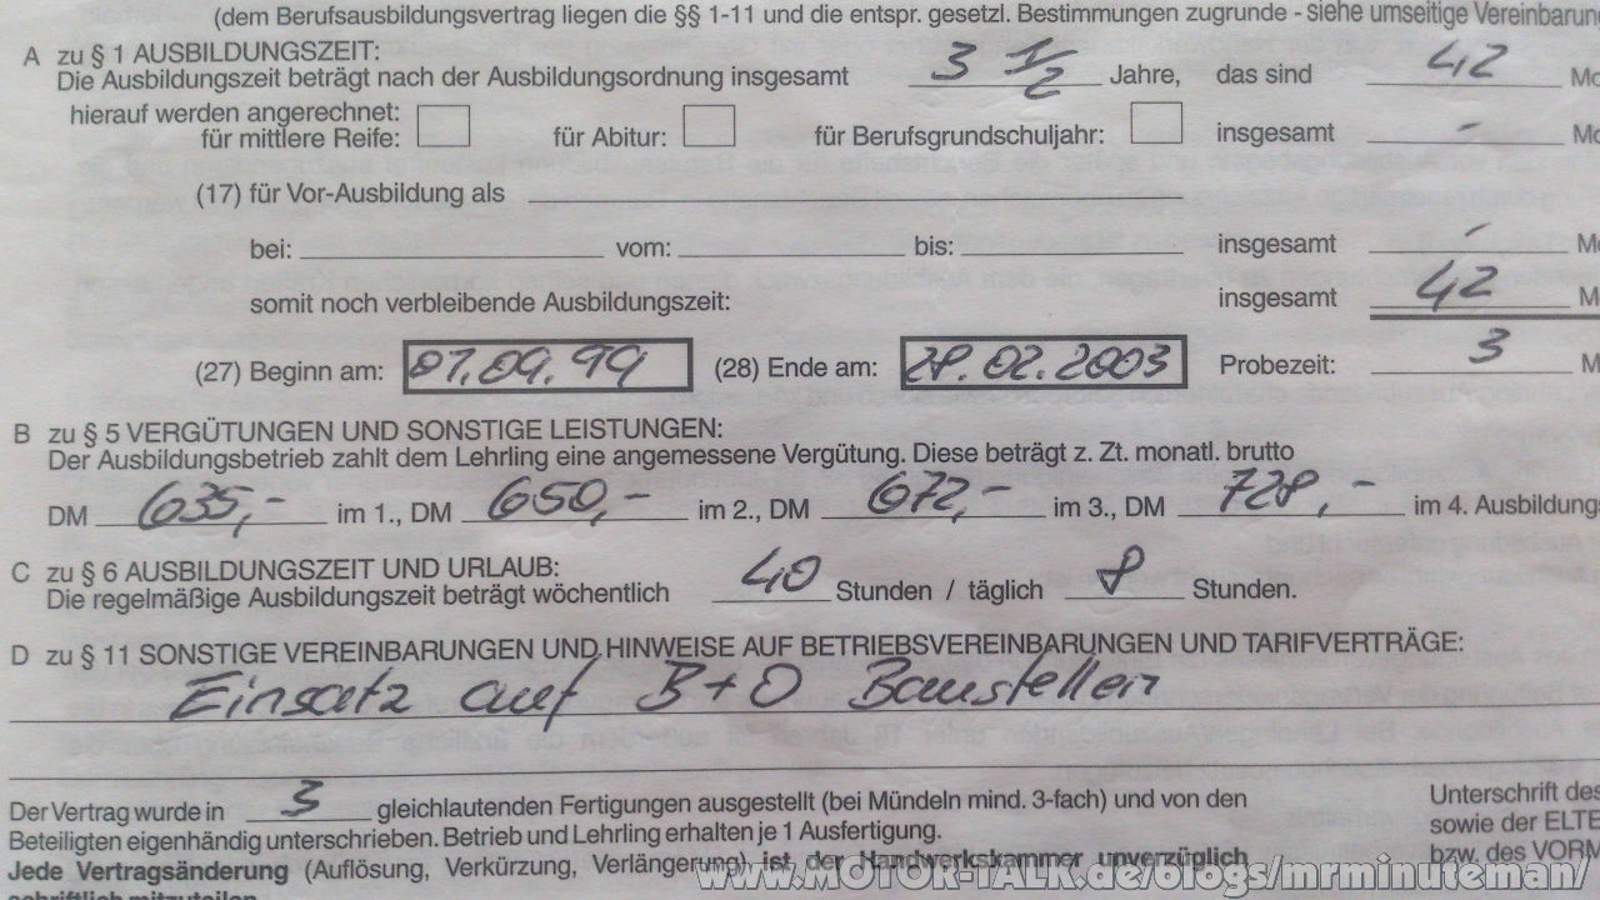 (dem Berufsausbildungsvertrag liegen die §§ 1-11 und die entspr. gesetzl. Bestimmungen zugrunde - siehe umseitige Vereinbarun
A zu § 1 AUSBILDUNGSZEIT:
Die Ausbildungszeit beträgt nach der Ausbildungsordnung insgesamt 3 1/2 Jahre, das sind 42 Mo
hierauf werden angerechnet:
für mittlere Reife: für Abitur: für Berufsgrundschuljahr: insgesamt - Mo
(17) für Vor-Ausbildung als
bei: vom: bis: insgesamt - Mo
somit noch verbleibende Ausbildungszeit: insgesamt 42 M
(27) Beginn am: 01.09.99 (28) Ende am: 28.02.2003 Probezeit: 3 M
B zu § 5 VERGÜTUNGEN UND SONSTIGE LEISTUNGEN:
Der Ausbildungsbetrieb zahlt dem Lehrling eine angemessene Vergütung. Diese beträgt z. Zt. monatl. brutto
DM 635,- im 1., DM 650,- im 2., DM 672,- im 3., DM 728,- im 4. Ausbildung
C zu § 6 AUSBILDUNGSZEIT UND URLAUB:
Die regelmäßige Ausbildungszeit beträgt wöchentlich 40 Stunden / täglich 8 Stunden.
D zu § 11 SONSTIGE VEREINBARUNGEN UND HINWEISE AUF BETRIEBSVEREINBARUNGEN UND TARIFVERTRÄGE:
Einsatz auf B+O Baustellen
Der Vertrag wurde in 3 gleichlautenden Fertigungen ausgestellt (bei Mündeln mind. 3-fach) und von den
Beteiligten eigenhändig unterschrieben. Betrieb und Lehrling erhalten je 1 Ausfertigung.
Jede Vertragsänderung (Auflösung, Verkürzung, Verlängerung) ist der Handwerkskammer unverzüglich
schriftlich mitzuteilen.
Unterschrift des
sowie der ELTE
bzw. des VORM
www.MOTOR-TALK.de/blogs/mrminuteman/